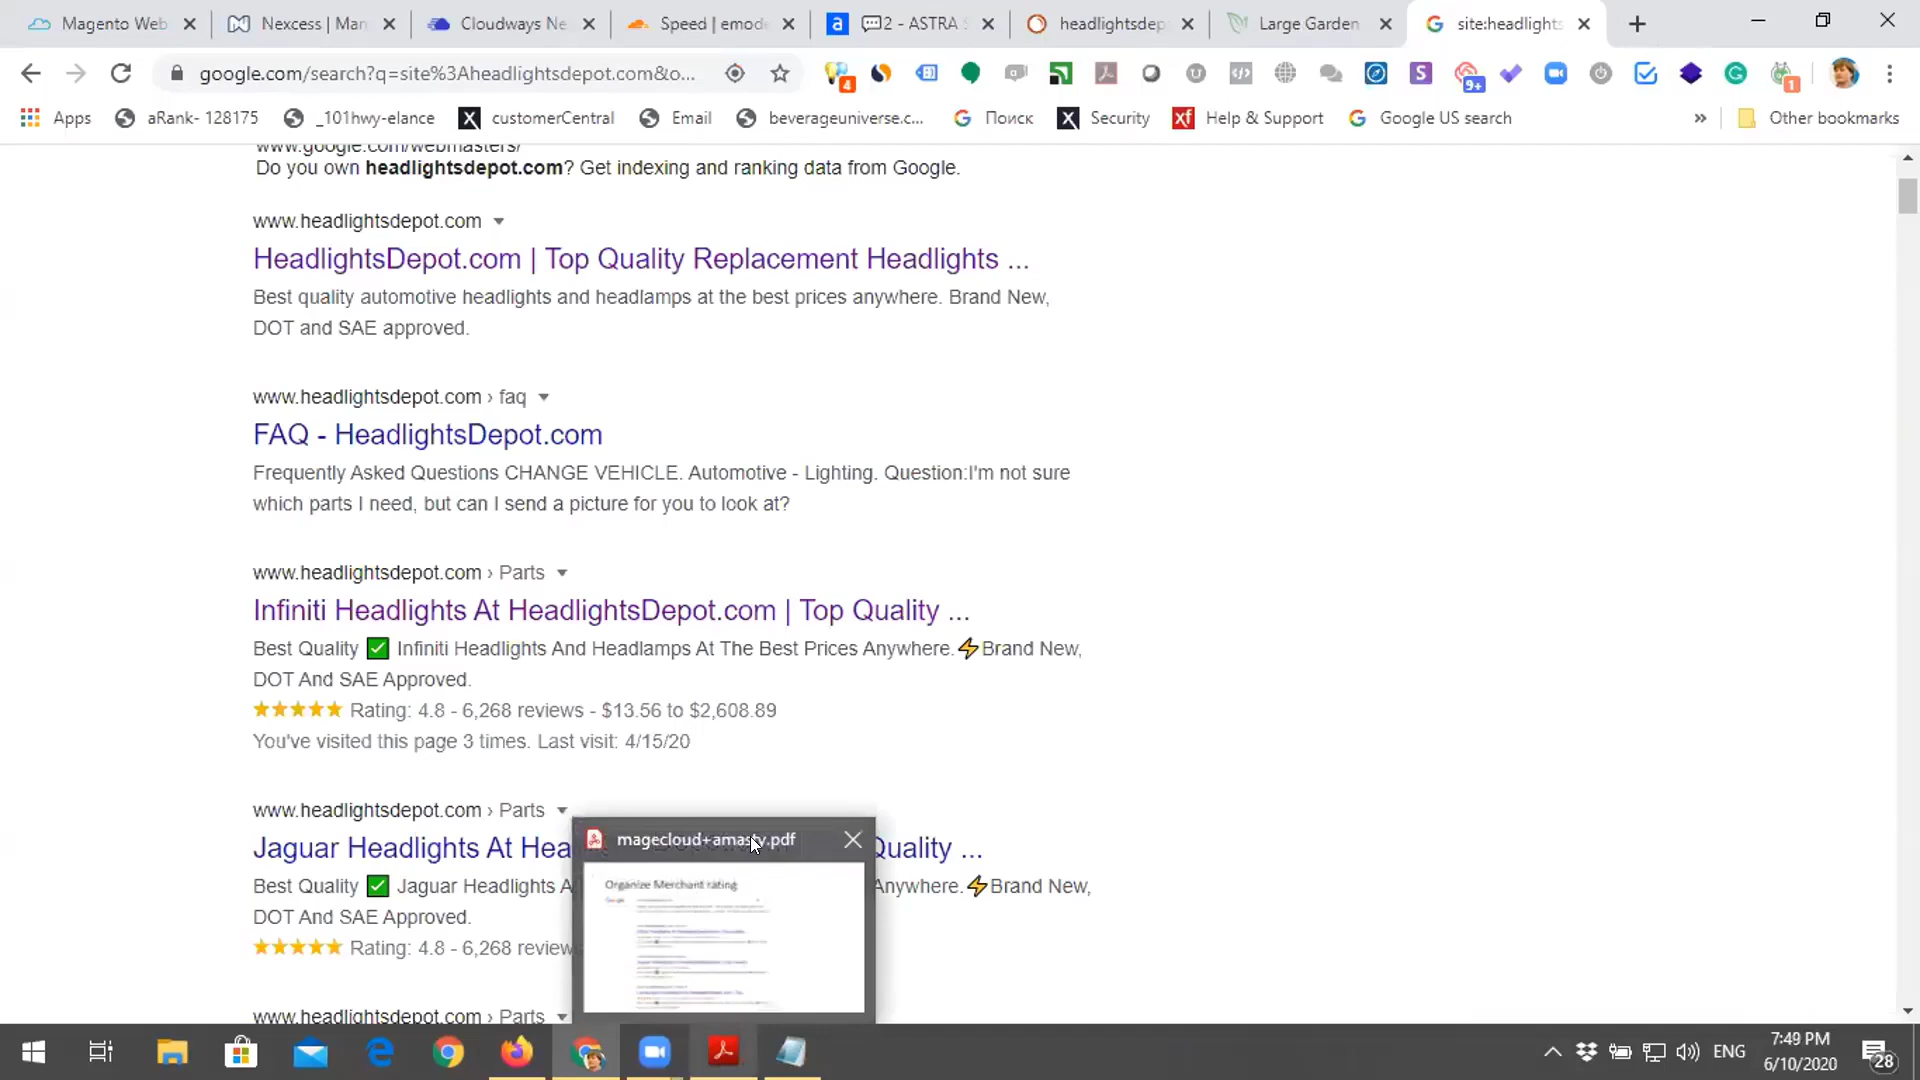 Magento Web
Nexcess | Man
Cloudways Ne
Speed | emode
2 - ASTRA S
headlightsdep
Large Garden
site:headlights
google.com/search?q=site%3Aheadlightsdepot.com&o...
4
9+
1
Apps
aRank- 128175
_101hwy-elance
customerCentral
Email
beverageuniverse.c...
Поиск
Security
Help & Support
Google US search
»
Other bookmarks
www.google.com/webmasters/
Do you own headlightsdepot.com? Get indexing and ranking data from Google.
www.headlightsdepot.com
HeadlightsDepot.com | Top Quality Replacement Headlights ...
Best quality automotive headlights and headlamps at the best prices anywhere. Brand New,
DOT and SAE approved.
www.headlightsdepot.com › faq
FAQ - HeadlightsDepot.com
Frequently Asked Questions CHANGE VEHICLE. Automotive - Lighting. Question:I'm not sure
which parts I need, but can I send a picture for you to look at?
www.headlightsdepot.com › Parts
Infiniti Headlights At HeadlightsDepot.com | Top Quality ...
Best Quality ✅ Infiniti Headlights And Headlamps At The Best Prices Anywhere.⚡Brand New,
DOT And SAE Approved.
★★★★★ Rating: 4.8 - 6,268 reviews - $13.56 to $2,608.89
You've visited this page 3 times. Last visit: 4/15/20
www.headlightsdepot.com › Parts
Jaguar Headlights At Hea Quality ...
Best Quality ✅ Jaguar Headlights A Anywhere.⚡Brand New,
DOT And SAE Approved.
★★★★★ Rating: 4.8 - 6,268 review
www.headlightsdepot.com › Parts
magecloud+amasty.pdf
Organize Merchant rating
Google
ENG
7:49 PM
6/10/2020
28